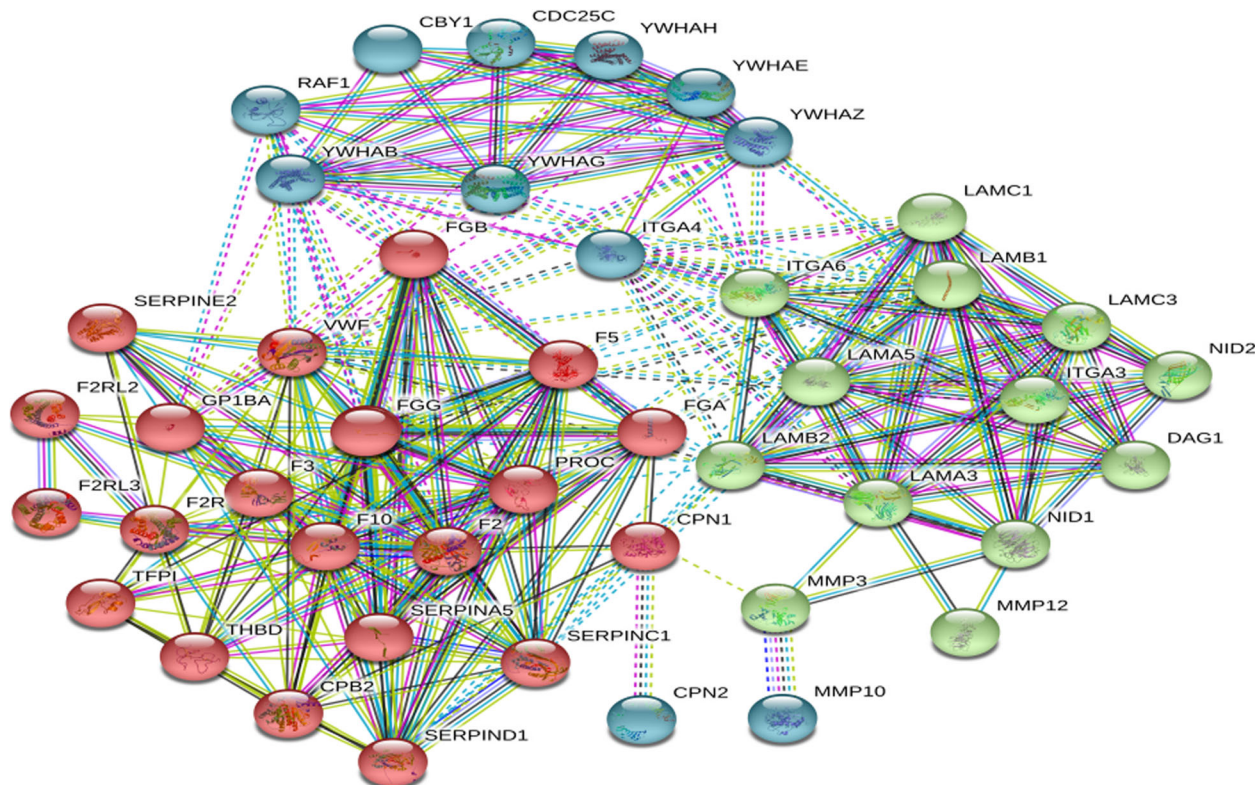 CBY1
CDC25C
YWHAH
YWHAE
RAF1
YWHAZ
YWHAB
YWHAG
LAMC1
FGB
ITGA4
ITGA6
LAMB1
SERPINE2
LAMC3
VWF
F5
NID2
LAMA5
ITGA3
F2RL2
GP1BA
FGG
FGA
DAG1
LAMB2
F3
PROC
LAMA3
F2RL3
F2R
F10
F2
CPN1
NID1
TFPI
MMP3
MMP12
THBD
SERPINA5
SERPINC1
CPB2
CPN2
MMP10
SERPIND1